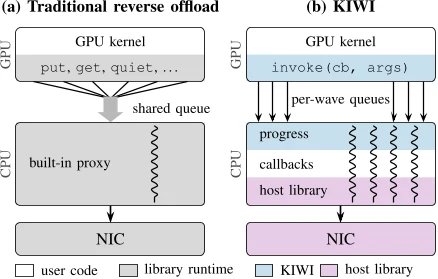 (a) Traditional reverse offload
GPU
GPU kernel
put, get, quiet, ...
shared queue
CPU
built-in proxy
NIC
(b) KIWI
GPU
GPU kernel
invoke(cb, args)
per-wave queues
CPU
progress
callbacks
host library
NIC
user code
library runtime
KIWI
host library